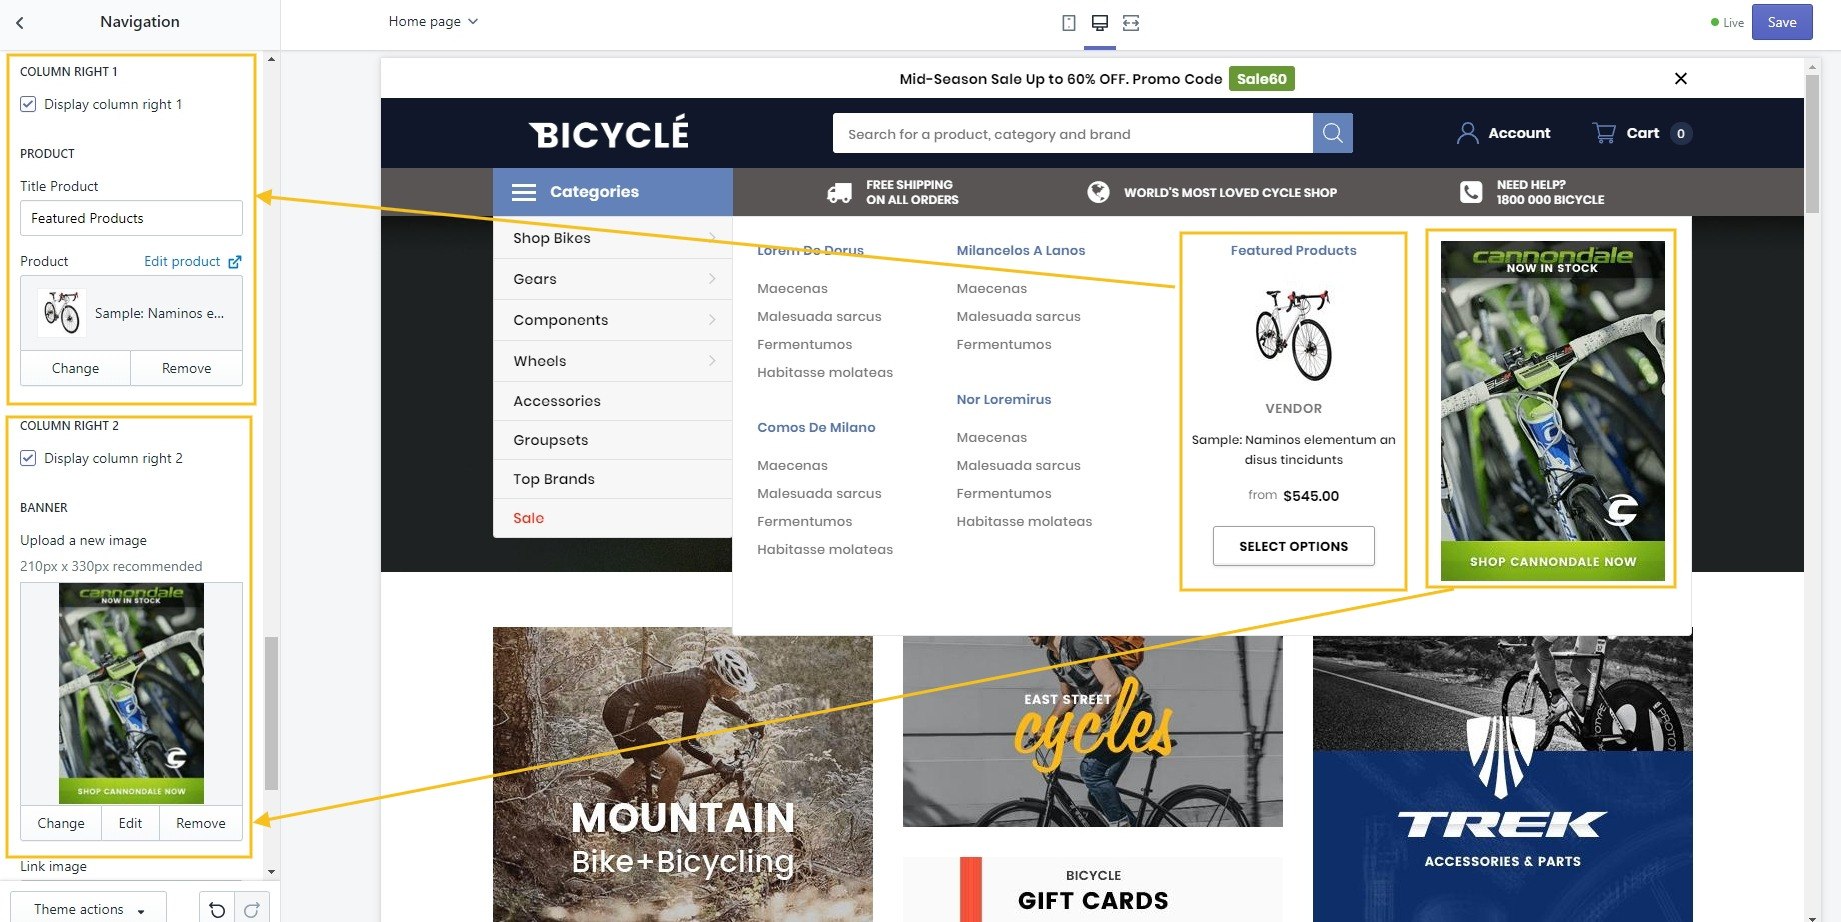 Navigation
Home page
Live
Save
COLUMN RIGHT 1
Display column right 1
PRODUCT
Title Product
Featured Products
Product
Edit product
Sample: Naminos e...
Change
Remove
COLUMN RIGHT 2
Display column right 2
BANNER
Upload a new image
210px x 330px recommended
cannondale
NOW IN STOCK
SHOP CANNONDALE NOW
Change
Edit
Remove
Link image
Theme actions
Mid-Season Sale Up to 60% OFF. Promo Code Sale60
BICYCLÉ
Search for a product, category and brand
Account
Cart 0
Categories
FREE SHIPPING
ON ALL ORDERS
WORLD'S MOST LOVED CYCLE SHOP
NEED HELP?
1800 000 BICYCLE
Shop Bikes
Gears
Components
Wheels
Accessories
Groupsets
Top Brands
Sale
Lorem De Dorus
Maecenas
Malesuada sarcus
Fermentumos
Habitasse molateas
Comos De Milano
Maecenas
Malesuada sarcus
Fermentumos
Habitasse molateas
Milancelos A Lanos
Maecenas
Malesuada sarcus
Fermentumos
Nor Loremirus
Maecenas
Malesuada sarcus
Fermentumos
Habitasse molateas
Featured Products
VENDOR
Sample: Naminos elementum an
disus tincidunts
from $545.00
SELECT OPTIONS
cannondale
NOW IN STOCK
SHOP CANNONDALE NOW
MOUNTAIN
Bike+Bicycling
EAST STREET
cycles
BICYCLE
GIFT CARDS
TREK
ACCESSORIES & PARTS